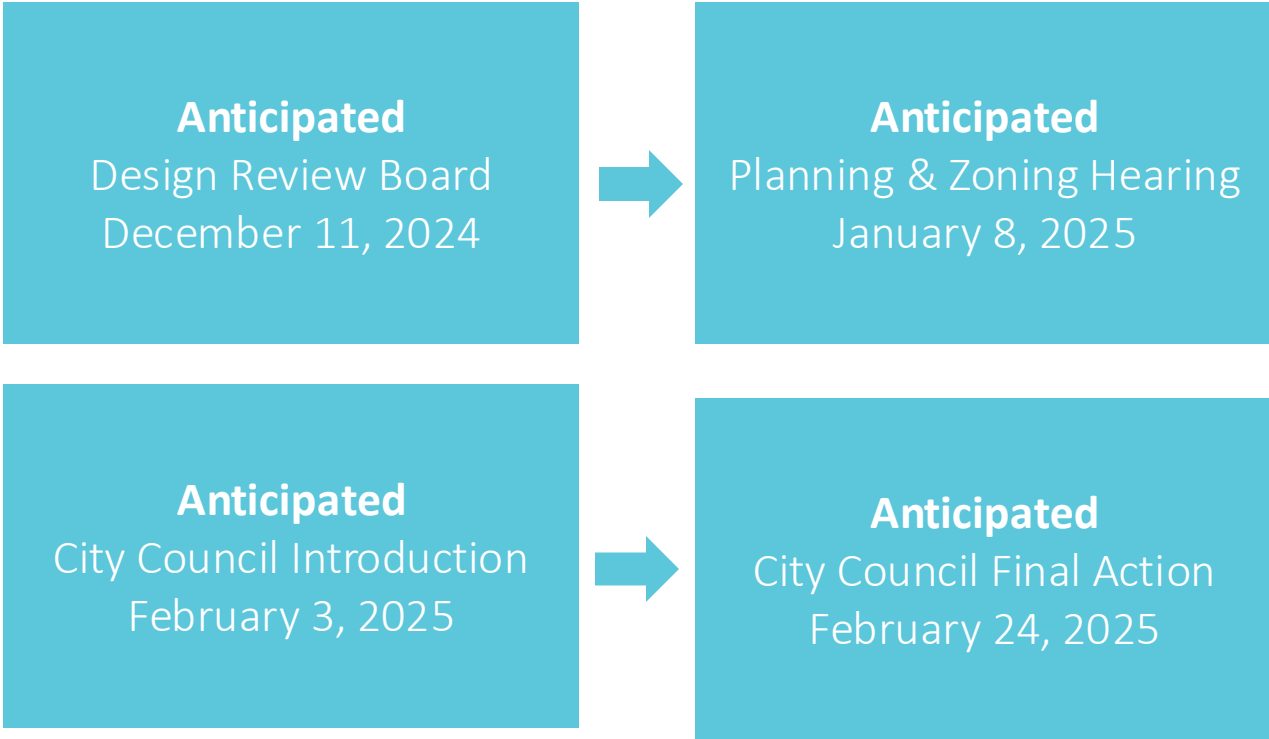 Anticipated
Design Review Board
December 11, 2024
Anticipated
Planning & Zoning Hearing
January 8, 2025
Anticipated
City Council Introduction
February 3, 2025
Anticipated
City Council Final Action
February 24, 2025